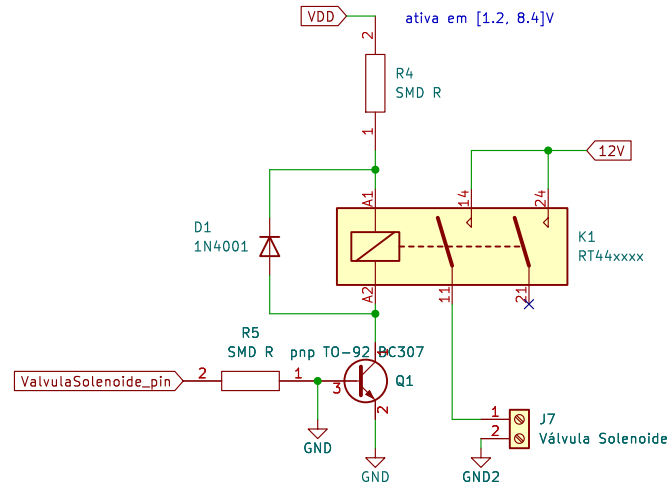 VDD
ativa em [1.2, 8.4]V
2
R4
SMD R
1
12V
A1
14
24
D1
1N4001
K1
RT44xxxx
A2
11
21
R5
SMD R
pnp TO-92 BC307
ValvulaSolenoide_pin
2
1
3
Q1
2
1
J7
2
Válvula Solenoide
GND
GND
GND2